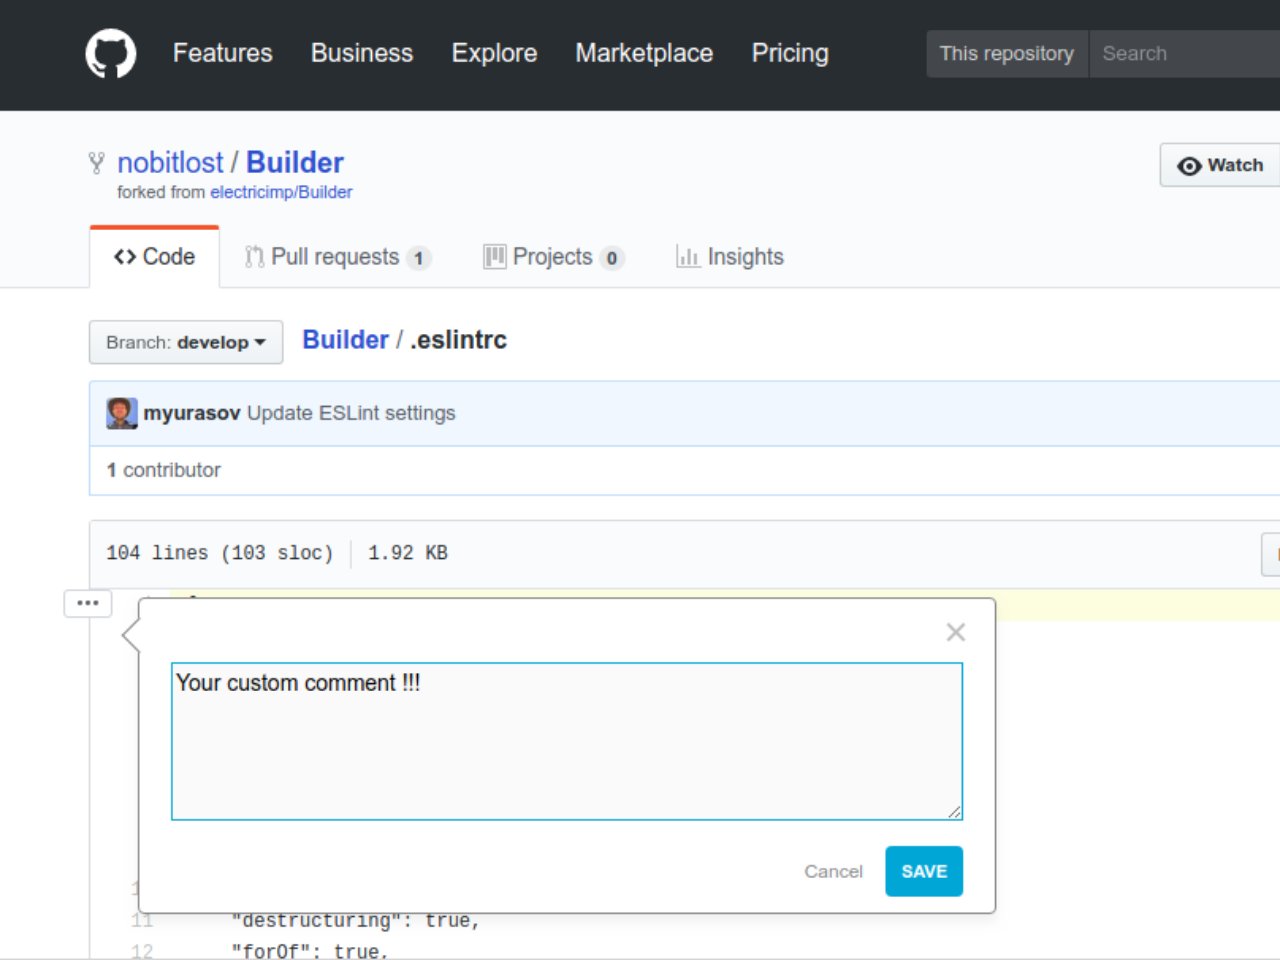 Features Business Explore Marketplace Pricing This repository Search
nobitlost / Builder
Watch
forked from electricimp/Builder
Code Pull requests 1 Projects 0 Insights
Branch: develop Builder / .eslintrc
myurasov Update ESLint settings
1 contributor
104 lines (103 sloc) 1.92 KB
Your custom comment !!!
Cancel SAVE
11 "destructuring": true,
12 "forOf": true,